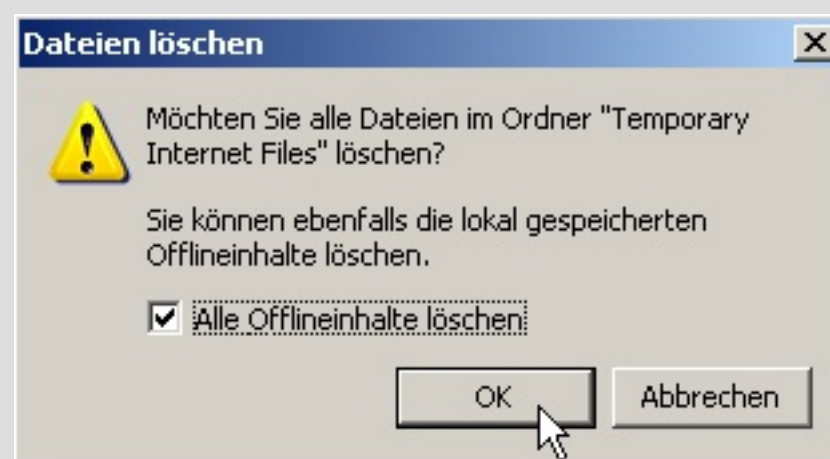 Dateien löschen
Möchten Sie alle Dateien im Ordner "Temporary
Internet Files" löschen?
Sie können ebenfalls die lokal gespeicherten
Offlineinhalte löschen.
Alle Offlineinhalte löschen
OK
Abbrechen